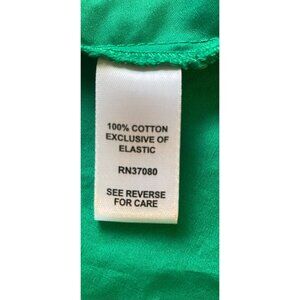 100% COTTON
EXCLUSIVE OF
ELASTIC
RN37080
SEE REVERSE
FOR CARE